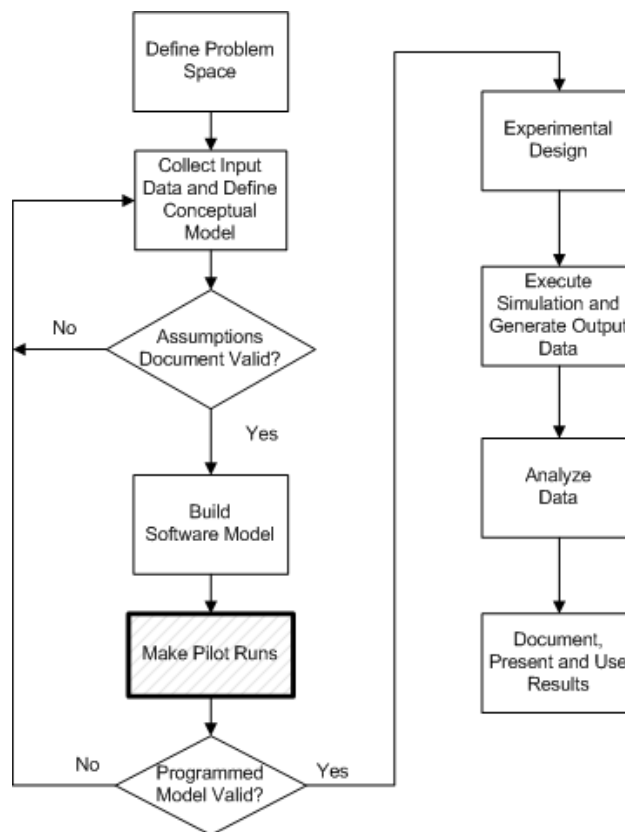 Define Problem
Space
Collect Input
Data and Define
Conceptual
Model
No
Assumptions
Document Valid?
Yes
Build
Software Model
Make Pilot Runs
No
Programmed
Model Valid?
Yes
Experimental
Design
Execute
Simulation and
Generate Output
Data
Analyze
Data
Document,
Present and Use
Results